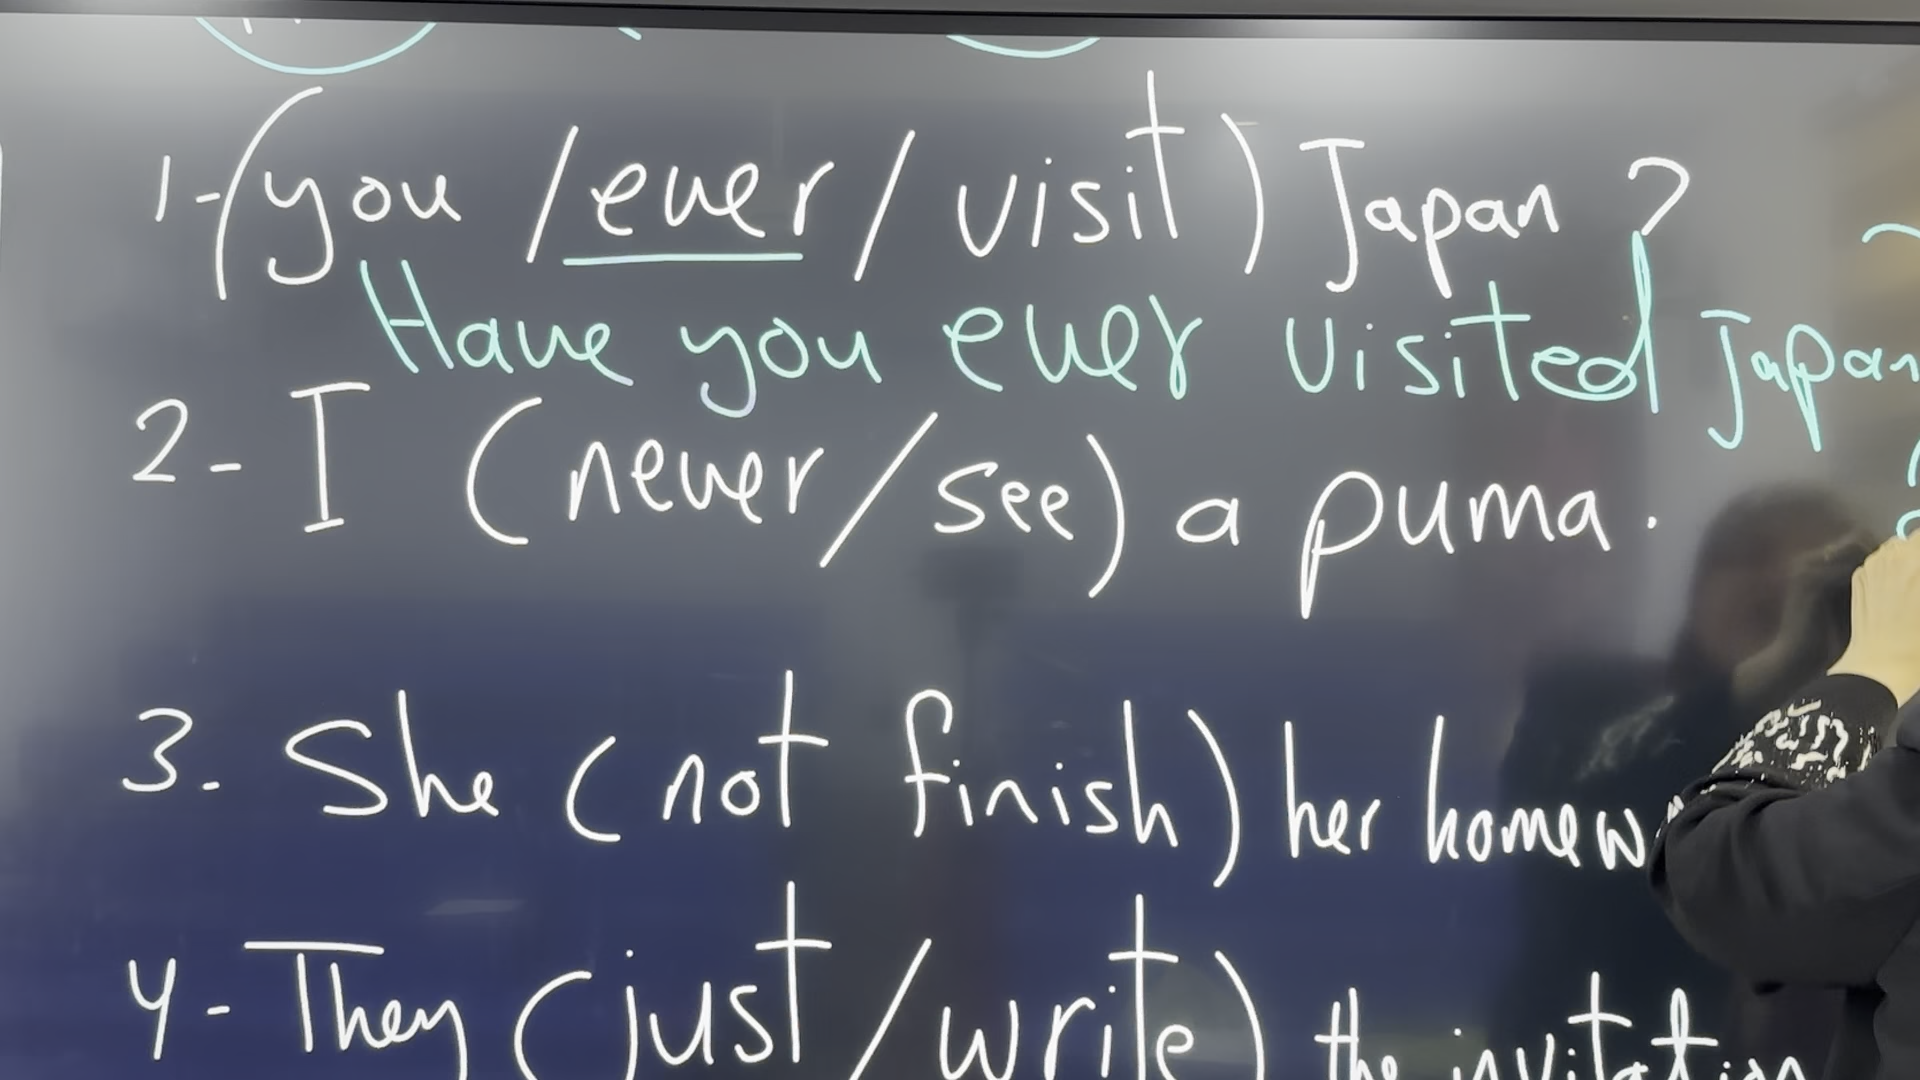 1-(you /ever/ visit) Japan ?
Have you ever visited Japan
2- I (never/see) a puma.
3. She (not finish) her homew
4- They (just/write) the invitation